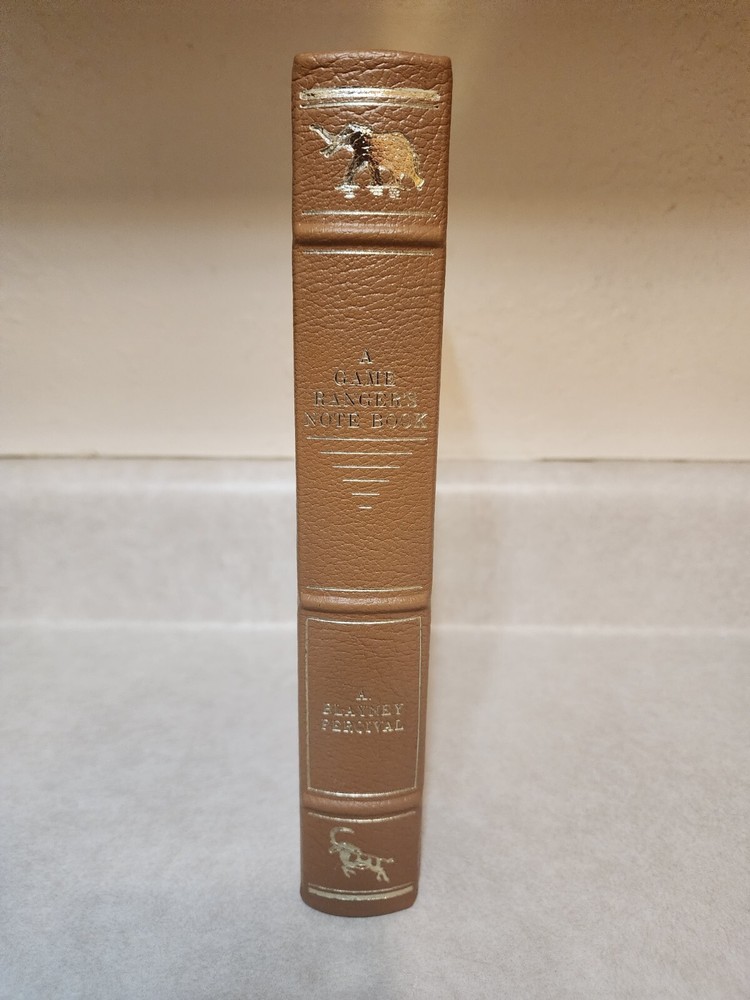 A
GAME
RANGER'S
NOTE BOOK
A.
BLAYNEY
PERCIVAL